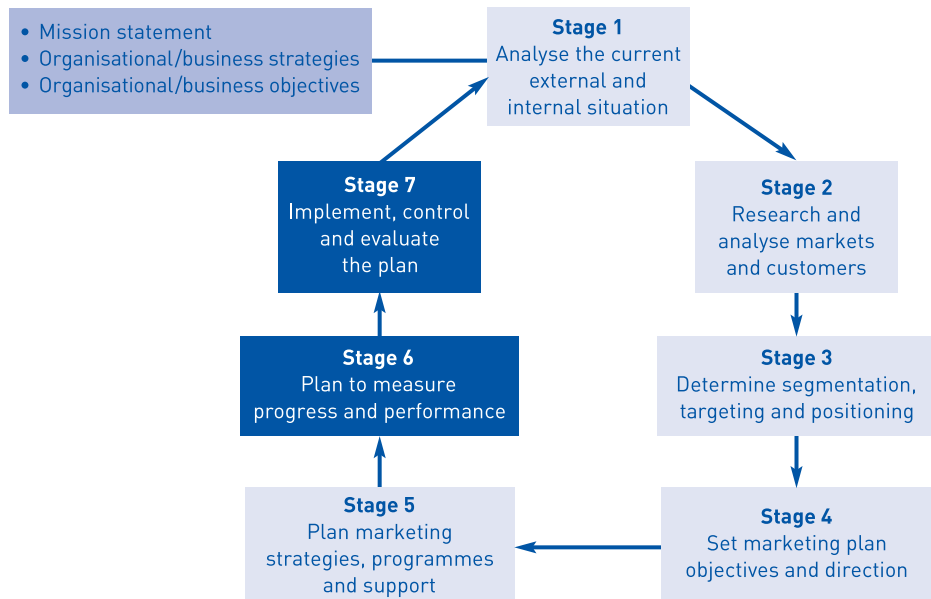 • Mission statement
• Organisational/business strategies
• Organisational/business objectives
Stage 1
Analyse the current
external and
internal situation
Stage 2
Research and
analyse markets
and customers
Stage 3
Determine segmentation,
targeting and positioning
Stage 4
Set marketing plan
objectives and direction
Stage 5
Plan marketing
strategies, programmes
and support
Stage 6
Plan to measure
progress and performance
Stage 7
Implement, control
and evaluate
the plan